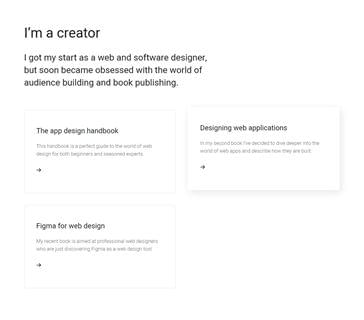 I'm a creator
I got my start as a web and software designer,
but soon became obsessed with the world of
audience building and book publishing.
The app design handbook
This handbook is a perfect guide to the world of web
design for both beginners and seasoned experts.
→
Designing web applications
In my second book I've decided to dive deeper into the
world of web apps and describe how they are built.
→
Figma for web design
My recent book is aimed at professional web designers
who are just discovering Figma as a web design tool!
→